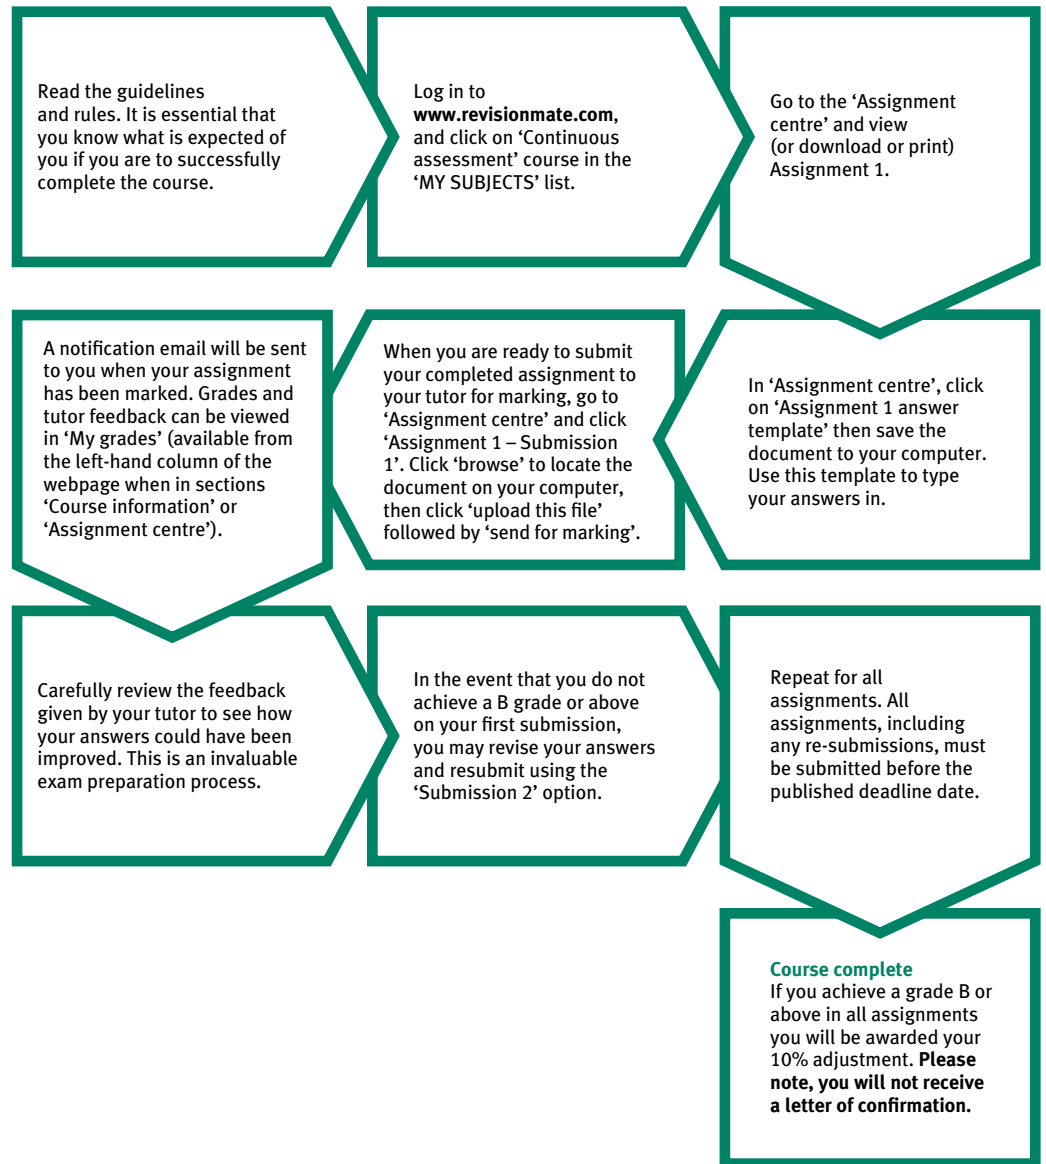 Read the guidelines
and rules. It is essential that
you know what is expected of
you if you are to successfully
complete the course.
Log in to
www.revisionmate.com,
and click on ‘Continuous
assessment’ course in the
‘MY SUBJECTS’ list.
Go to the ‘Assignment
centre’ and view
(or download or print)
Assignment 1.
In ‘Assignment centre’, click
on ‘Assignment 1 answer
template’ then save the
document to your computer.
Use this template to type
your answers in.
When you are ready to submit
your completed assignment to
your tutor for marking, go to
‘Assignment centre’ and click
‘Assignment 1 – Submission
1’. Click ‘browse’ to locate the
document on your computer,
then click ‘upload this file’
followed by ‘send for marking’.
A notification email will be sent
to you when your assignment
has been marked. Grades and
tutor feedback can be viewed
in ‘My grades’ (available from
the left-hand column of the
webpage when in sections
‘Course information’ or
‘Assignment centre’).
Carefully review the feedback
given by your tutor to see how
your answers could have been
improved. This is an invaluable
exam preparation process.
In the event that you do not
achieve a B grade or above
on your first submission,
you may revise your answers
and resubmit using the
‘Submission 2’ option.
Repeat for all
assignments. All
assignments, including
any re-submissions, must
be submitted before the
published deadline date.
Course complete
If you achieve a grade B or
above in all assignments
you will be awarded your
10% adjustment. Please
note, you will not receive
a letter of confirmation.